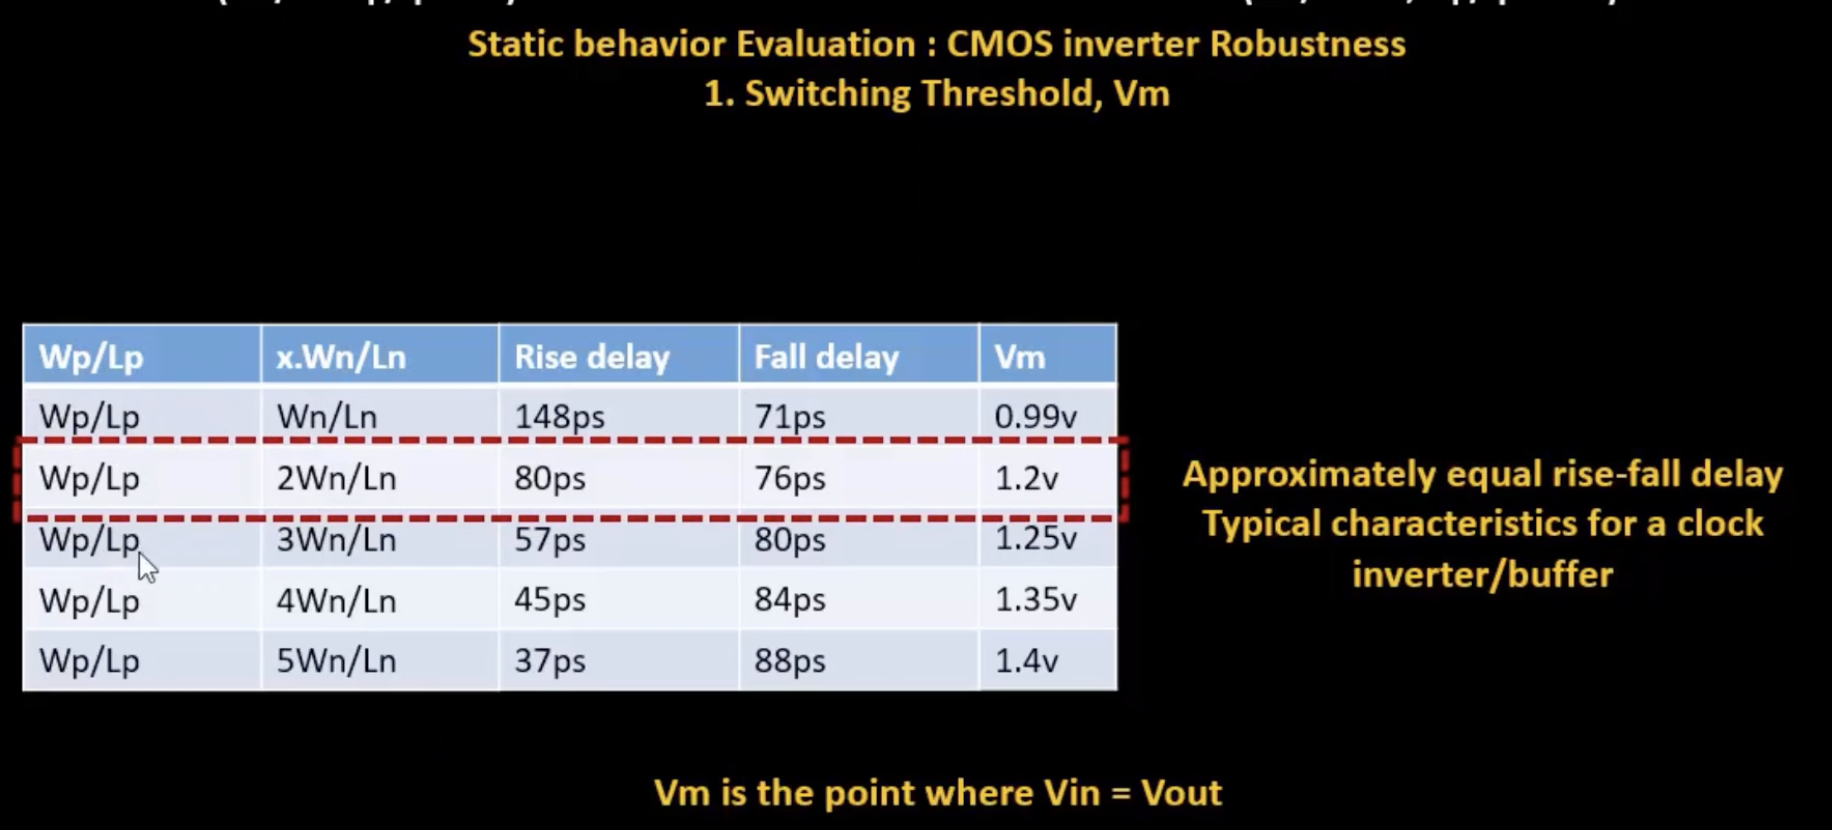 Static behavior Evaluation : CMOS inverter Robustness
1. Switching Threshold, Vm
Wp/Lp x.Wn/Ln Rise delay Fall delay Vm
Wp/Lp Wn/Ln 148ps 71ps 0.99v
Wp/Lp 2Wn/Ln 80ps 76ps 1.2v
Wp/Lp 3Wn/Ln 57ps 80ps 1.25v
Wp/Lp 4Wn/Ln 45ps 84ps 1.35v
Wp/Lp 5Wn/Ln 37ps 88ps 1.4v
Approximately equal rise-fall delay
Typical characteristics for a clock
inverter/buffer
Vm is the point where Vin = Vout